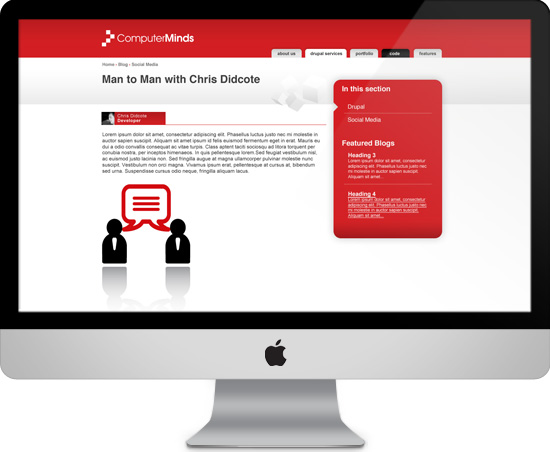 ComputerMinds
about us
drupal services
portfolio
code
features
Home › Blog › Social Media
Man to Man with Chris Didcote
Chris Didcote
Developer
Lorem ipsum dolor sit amet, consectetur adipiscing elit. Phasellus luctus justo nec mi molestie in auctor sapien
euismod. Aliquam sit amet ipsum id felis euismod fermentum eget in erat. Mauris eu
dui a odio convallis consequat ac vitae turpis. Class aptent taciti sociosqu ad litora torquent per
conubia nostra, per inceptos himenaeos. In quis pellentesque lorem. Vestibulum nisl,
ac euismod justo lacinia non. Sed fringilla augue at magna ullamcorper pulvinar molestie nunc
suscipit. Vestibulum non orci magna. Vivamus ipsum erat, pellentesque at cursus at, bibendum
sed urna. Suspendisse cursus odio neque, fringilla aliquam lacus.
In this section
Drupal
Social Media
Featured Blogs
Heading 3
Lorem ipsum dolor sit amet, consectetur
adipiscing elit. Phasellus luctus justo nec
mi molestie in auctor sapien ac.
Aliquam sit amet...
Heading 4
Lorem ipsum dolor sit amet, consectetur
adipiscing elit. Phasellus luctus justo nec
mi molestie in auctor sapien ac.
Aliquam sit amet...